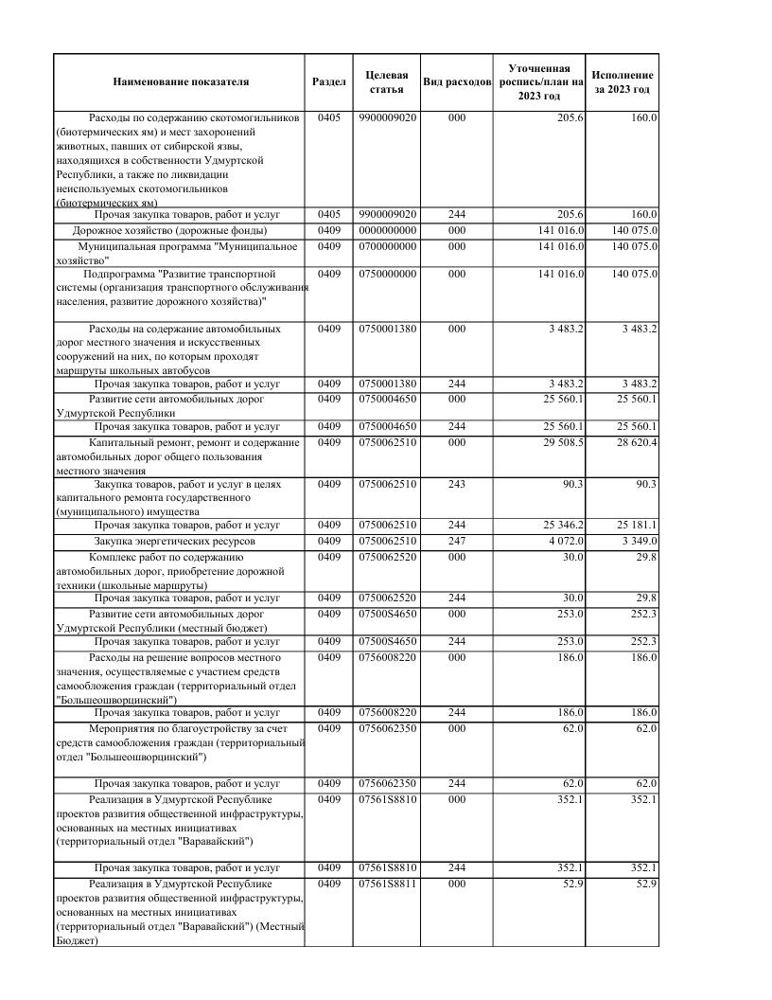 Наименование показателя Раздел Целевая статья Вид расходов Уточненная роспись/план на 2023 год Исполнение за 2023 год
Расходы по содержанию скотомогильников 0405 9900009020 000 205.6 160.0
(биотермических ям) и мест захоронений
животных, павших от сибирской язвы,
находящихся в собственности Удмуртской
Республики, а также по ликвидации
неиспользуемых скотомогильников
(биотермических ям)
Прочая закупка товаров, работ и услуг 0405 9900009020 244 205.6 160.0
Дорожное хозяйство (дорожные фонды) 0409 0000000000 000 141 016.0 140 075.0
Муниципальная программа "Муниципальное 0409 0700000000 000 141 016.0 140 075.0
хозяйство"
Подпрограмма "Развитие транспортной 0409 0750000000 000 141 016.0 140 075.0
системы (организация транспортного обслуживания
населения, развитие дорожного хозяйства)"
Расходы на содержание автомобильных 0409 0750001380 000 3 483.2 3 483.2
дорог местного значения и искусственных
сооружений на них, по которым проходят
маршруты школьных автобусов
Прочая закупка товаров, работ и услуг 0409 0750001380 244 3 483.2 3 483.2
Развитие сети автомобильных дорог 0409 0750004650 000 25 560.1 25 560.1
Удмуртской Республики
Прочая закупка товаров, работ и услуг 0409 0750004650 244 25 560.1 25 560.1
Капитальный ремонт, ремонт и содержание 0409 0750062510 000 29 508.5 28 620.4
автомобильных дорог общего пользования
местного значения
Закупка товаров, работ и услуг в целях 0409 0750062510 243 90.3 90.3
капитального ремонта государственного
(муниципального) имущества
Прочая закупка товаров, работ и услуг 0409 0750062510 244 25 346.2 25 181.1
Закупка энергетических ресурсов 0409 0750062510 247 4 072.0 3 349.0
Комплекс работ по содержанию 0409 0750062520 000 30.0 29.8
автомобильных дорог, приобретение дорожной
техники (школьные маршруты)
Прочая закупка товаров, работ и услуг 0409 0750062520 244 30.0 29.8
Развитие сети автомобильных дорог 0409 07500S4650 000 253.0 252.3
Удмуртской Республики (местный бюджет)
Прочая закупка товаров, работ и услуг 0409 07500S4650 244 253.0 252.3
Расходы на решение вопросов местного 0409 0756008220 000 186.0 186.0
значения, осуществляемые с участием средств
самообложения граждан (территориальный отдел
"Большеошворцинский")
Прочая закупка товаров, работ и услуг 0409 0756008220 244 186.0 186.0
Мероприятия по благоустройству за счет 0409 0756062350 000 62.0 62.0
средств самообложения граждан (территориальный
отдел "Большеошворцинский")
Прочая закупка товаров, работ и услуг 0409 0756062350 244 62.0 62.0
Реализация в Удмуртской Республике 0409 07561S8810 000 352.1 352.1
проектов развития общественной инфраструктуры,
основанных на местных инициативах
(территориальный отдел "Варавайский")
Прочая закупка товаров, работ и услуг 0409 07561S8810 244 352.1 352.1
Реализация в Удмуртской Республике 0409 07561S8811 000 52.9 52.9
проектов развития общественной инфраструктуры,
основанных на местных инициативах
(территориальный отдел "Варавайский") (Местный
Бюджет)